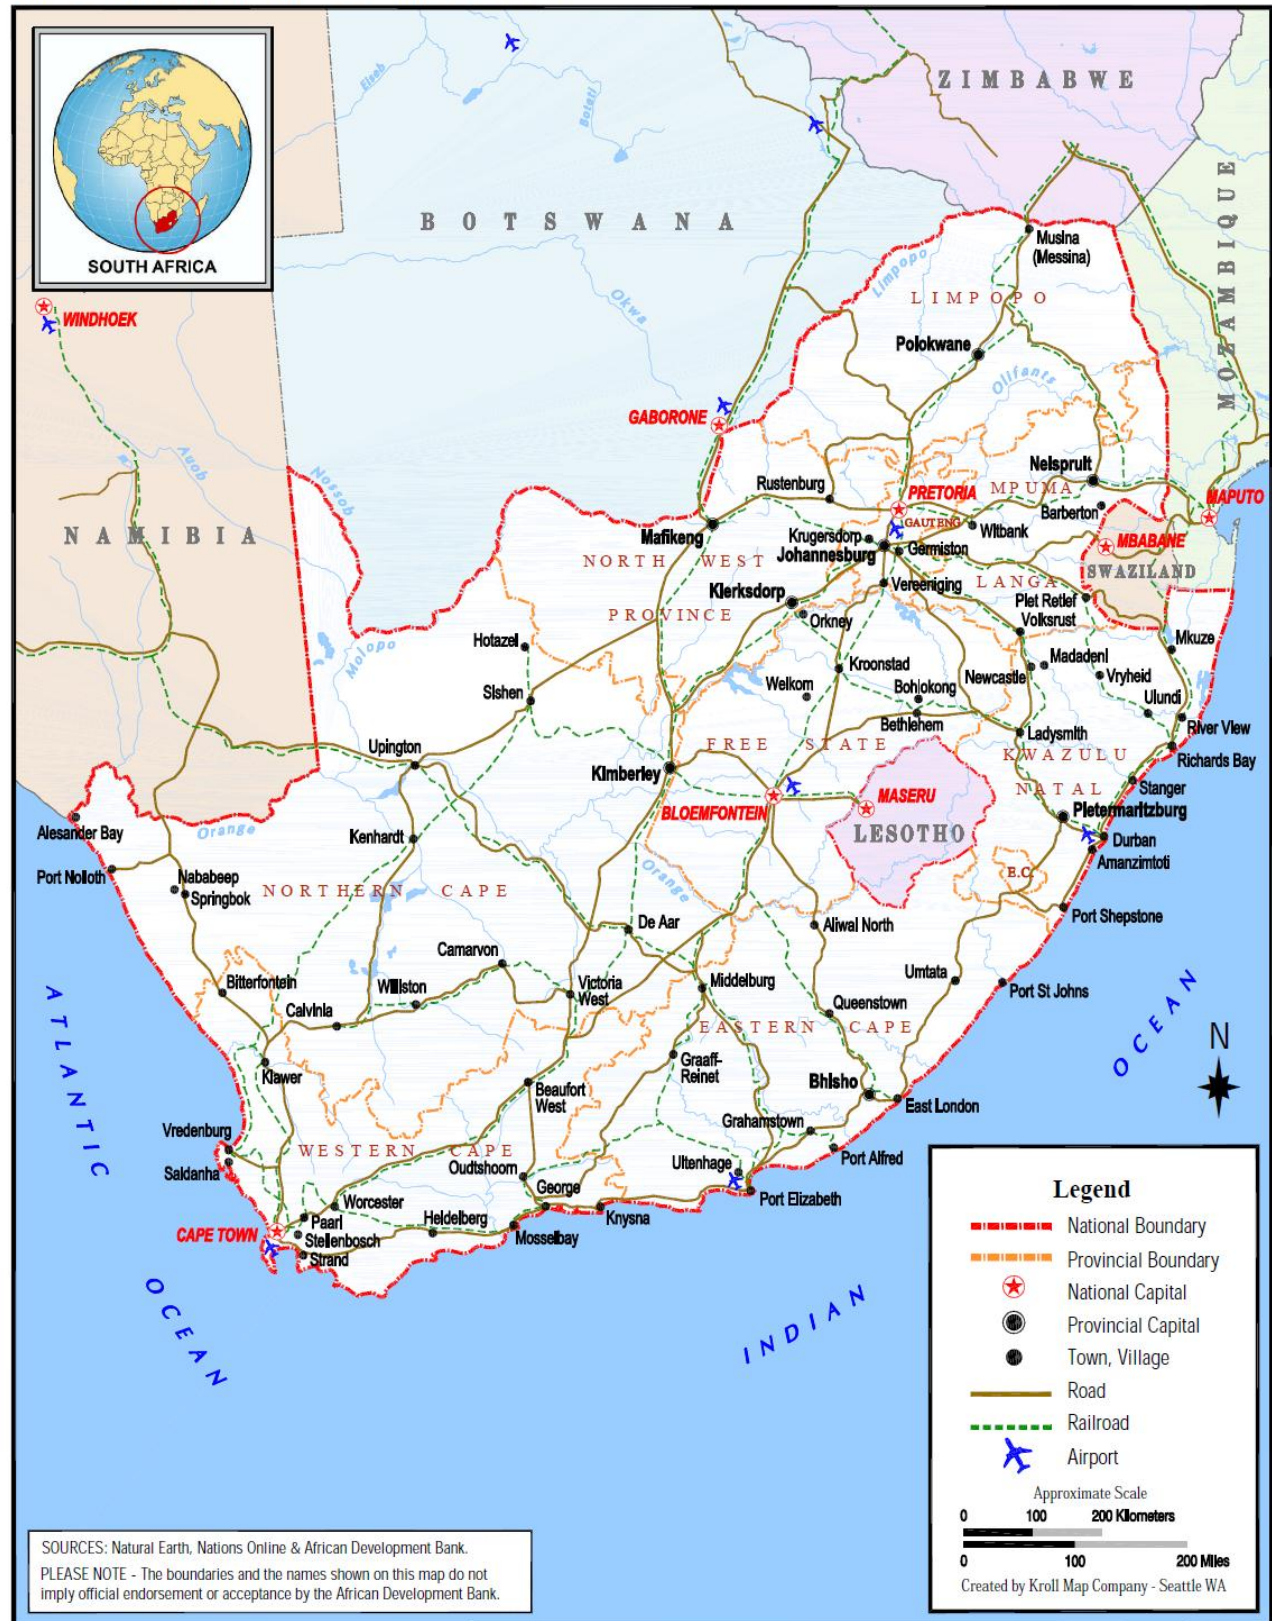 SOUTH AFRICA
ZIMBABWE
BOTSWANA
MOZAMBIQUE
NAMIBIA
SWAZILAND
LESOTHO
Eiseb
Boteti
Okwa
Limpopo
Olifants
Auob
Nossob
Molopo
Orange
Orange
WINDHOEK
GABORONE
PRETORIA
MAPUTO
MBABANE
MASERU
BLOEMFONTEIN
CAPE TOWN
LIMPOPO
MPUMA
LANGA
GAUTENG
NORTH WEST
PROVINCE
FREE STATE
KWAZULU
NATAL
E.C.
NORTHERN CAPE
EASTERN CAPE
WESTERN CAPE
Musina
(Messina)
Polokwane
Nelspruit
Rustenburg
Barberton
Mafikeng
Krugersdorp
Witbank
Johannesburg
Germiston
Klerksdorp
Vereeniging
Piet Retief
Orkney
Volksrust
Hotazel
Mkuze
Kroonstad
Madadeni
Newcastle
Vryheid
Sishen
Welkom
Bohlokong
Ulundi
Bethlehem
River View
Ladysmith
Upington
Richards Bay
Kimberley
Stanger
Pietermaritzburg
Alesander Bay
Kenhardt
Durban
Amanzimtoti
Port Nolloth
Nababeep
Springbok
Port Shepstone
De Aar
Aliwal North
Carnarvon
Umtata
Bitterfontein
Williston
Victoria
West
Middelburg
Port St Johns
Calvinia
Queenstown
Klawer
Graaff-
Reinet
Beaufort
West
Bhisho
East London
Vredenburg
Grahamstown
Saldanha
Oudtshoorn
Uitenhage
Port Alfred
George
Port Elizabeth
Worcester
Paarl
Heidelberg
Knysna
Stellenbosch
Mosselbay
Strand
ATLANTIC
OCEAN
INDIAN
OCEAN
N
Legend
National Boundary
Provincial Boundary
National Capital
Provincial Capital
Town, Village
Road
Railroad
Airport
Approximate Scale
0 100 200 Kilometers
0 100 200 Miles
Created by Kroll Map Company - Seattle WA
SOURCES: Natural Earth, Nations Online & African Development Bank.
PLEASE NOTE - The boundaries and the names shown on this map do not
imply official endorsement or acceptance by the African Development Bank.